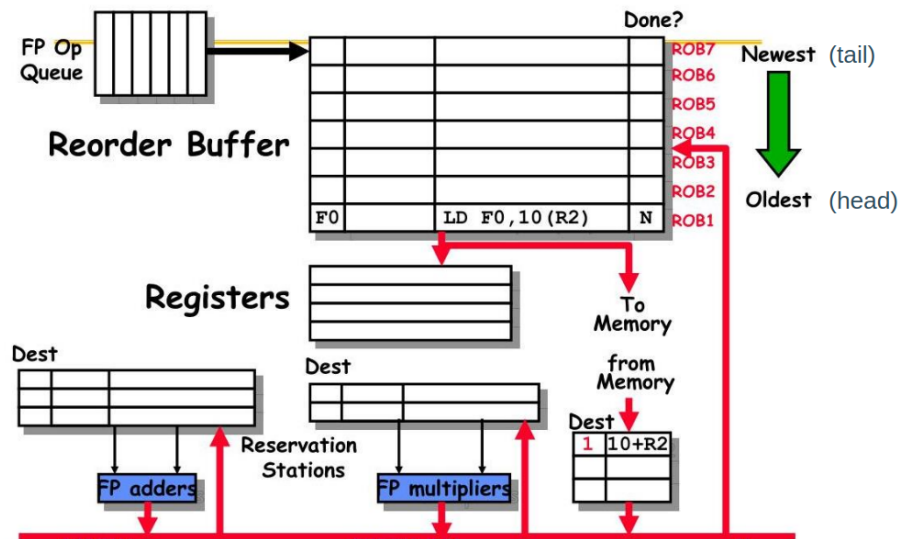 Done?
FP Op
Queue
ROB7
Newest (tail)
ROB6
ROB5
Reorder Buffer
ROB4
ROB3
ROB2
Oldest (head)
F0 LD F0,10(R2) N ROB1
Registers
To
Memory
from
Memory
Dest
Dest
Dest
1 10+R2
Reservation
Stations
FP adders
FP multipliers